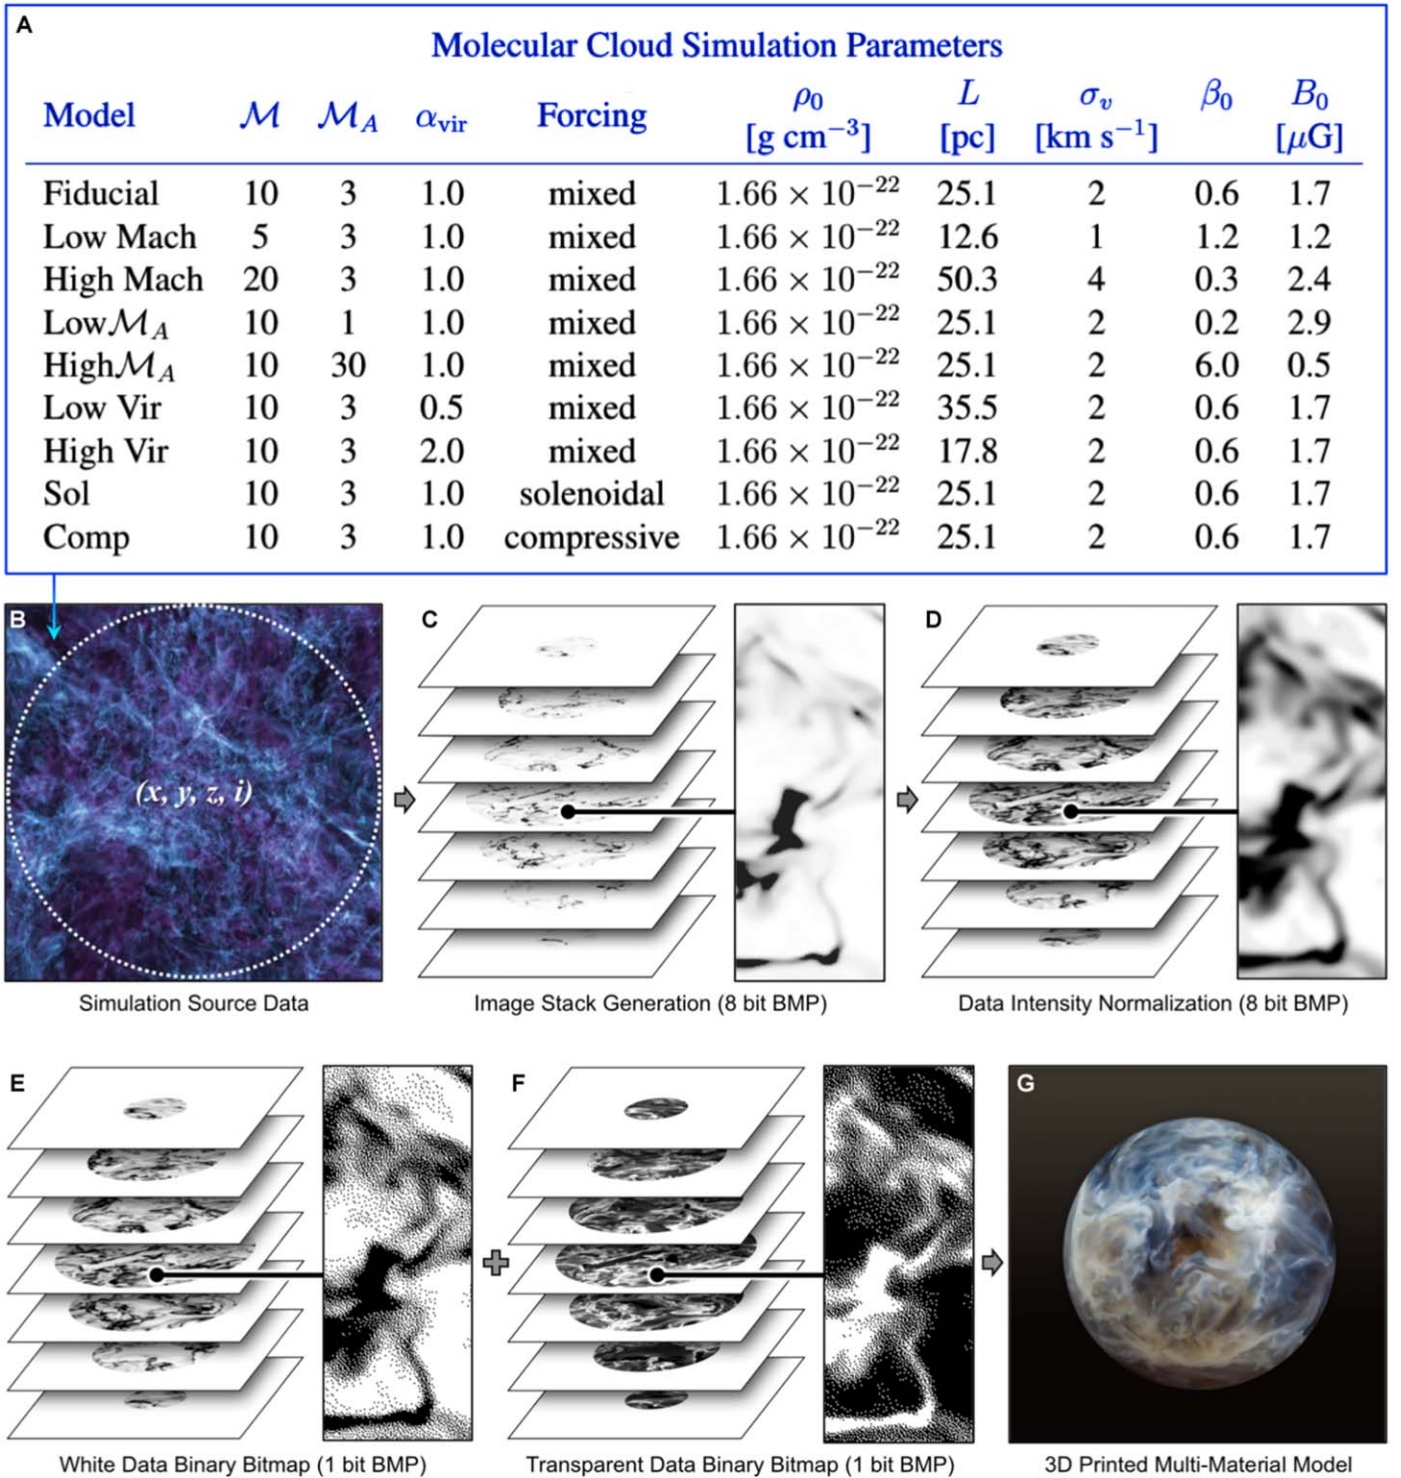 A
Molecular Cloud Simulation Parameters
Model ℳ ℳ_A α_vir Forcing ρ₀ [g cm⁻³] L [pc] σ_v [km s⁻¹] β₀ B₀ [μG]
Fiducial 10 3 1.0 mixed 1.66 × 10⁻²² 25.1 2 0.6 1.7
Low Mach 5 3 1.0 mixed 1.66 × 10⁻²² 12.6 1 1.2 1.2
High Mach 20 3 1.0 mixed 1.66 × 10⁻²² 50.3 4 0.3 2.4
Lowℳ_A 10 1 1.0 mixed 1.66 × 10⁻²² 25.1 2 0.2 2.9
Highℳ_A 10 30 1.0 mixed 1.66 × 10⁻²² 25.1 2 6.0 0.5
Low Vir 10 3 0.5 mixed 1.66 × 10⁻²² 35.5 2 0.6 1.7
High Vir 10 3 2.0 mixed 1.66 × 10⁻²² 17.8 2 0.6 1.7
Sol 10 3 1.0 solenoidal 1.66 × 10⁻²² 25.1 2 0.6 1.7
Comp 10 3 1.0 compressive 1.66 × 10⁻²² 25.1 2 0.6 1.7
B
(x, y, z, i)
Simulation Source Data
C
Image Stack Generation (8 bit BMP)
D
Data Intensity Normalization (8 bit BMP)
E
White Data Binary Bitmap (1 bit BMP)
F
Transparent Data Binary Bitmap (1 bit BMP)
G
3D Printed Multi-Material Model